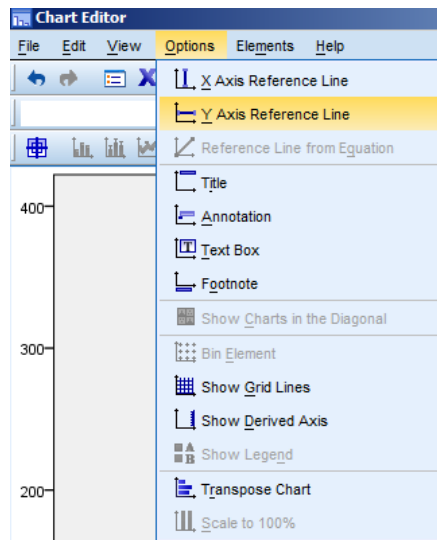 Chart Editor
File Edit View Options Elements Help
X Axis Reference Line
Y Axis Reference Line
Reference Line from Equation
Title
Annotation
Text Box
Footnote
Show Charts in the Diagonal
Bin Element
Show Grid Lines
Show Derived Axis
Show Legend
Transpose Chart
Scale to 100%
400
300
200